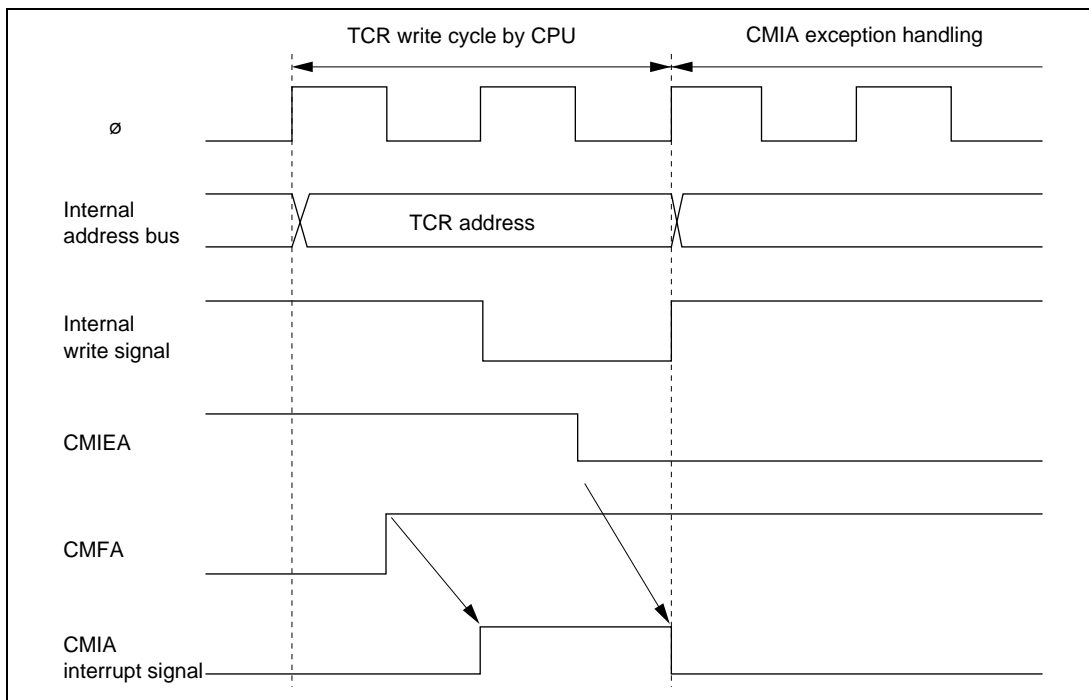 TCR write cycle by CPU
CMIA exception handling
ø
Internal
address bus
TCR address
Internal
write signal
CMIEA
CMFA
CMIA
interrupt signal